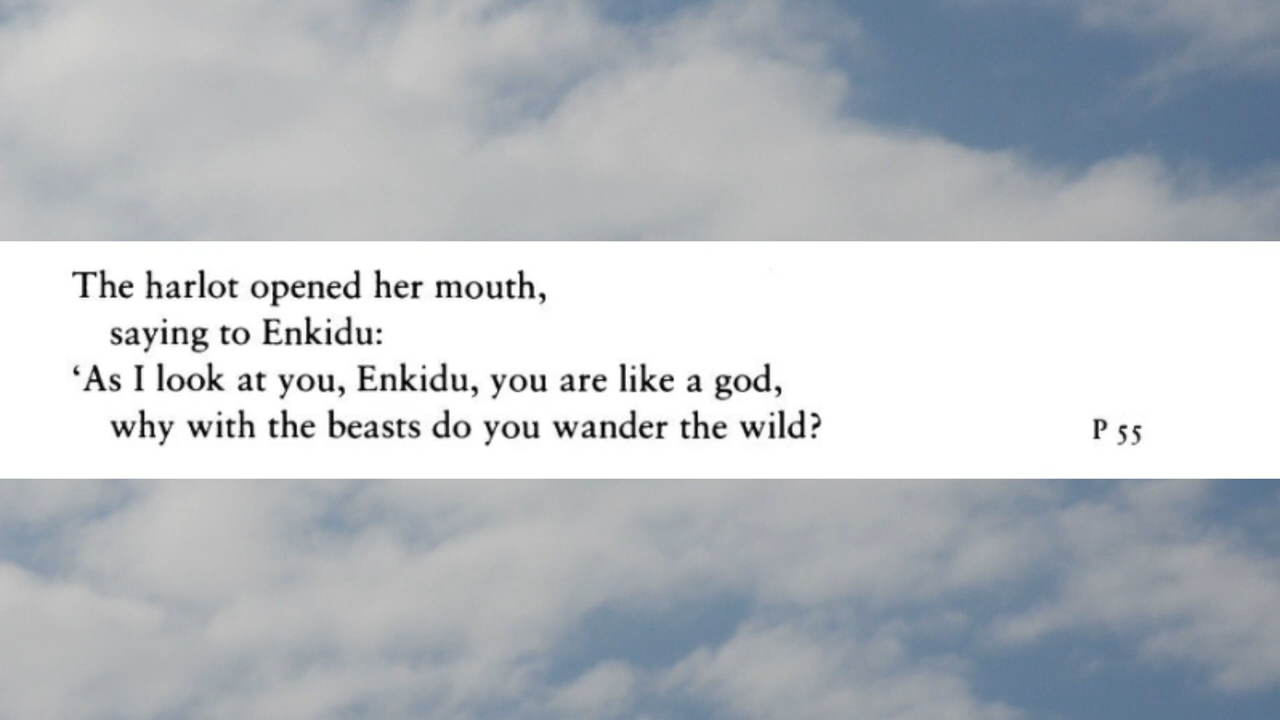 The harlot opened her mouth,
saying to Enkidu:
‘As I look at you, Enkidu, you are like a god,
why with the beasts do you wander the wild?
P 55